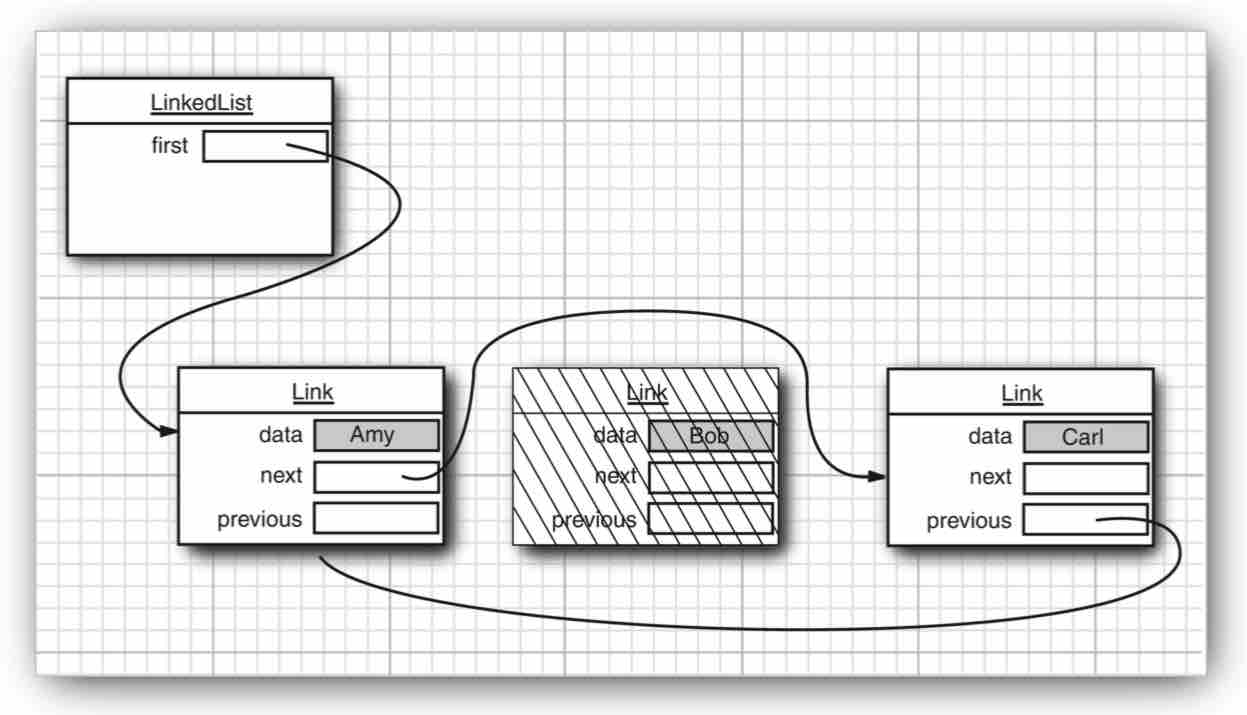 LinkedList
first
Link
data Amy
next
previous
Link
data Bob
next
previous
Link
data Carl
next
previous